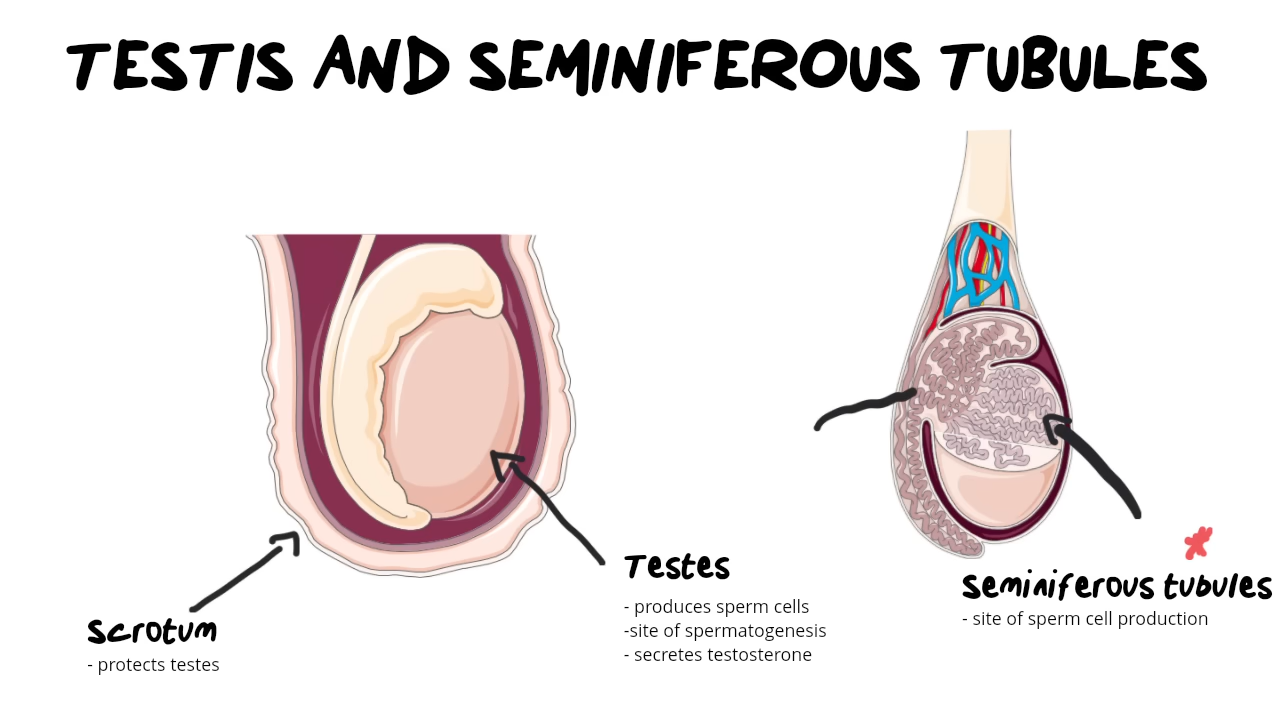 TESTIS AND SEMINIFEROUS TUBULES
Scrotum
- protects testes
Testes
- produces sperm cells
-site of spermatogenesis
- secretes testosterone
Seminiferous tubules
- site of sperm cell production